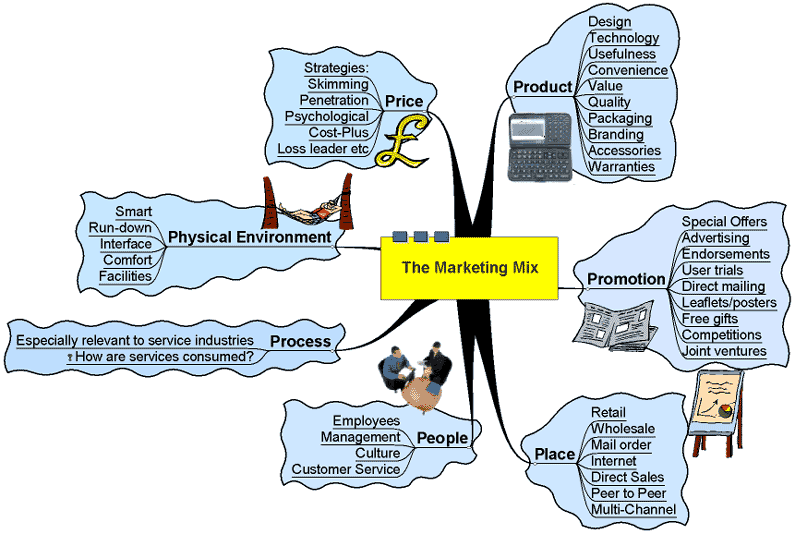 The Marketing Mix
Price
Strategies:
Skimming
Penetration
Psychological
Cost-Plus
Loss leader etc
£
Product
Design
Technology
Usefulness
Convenience
Value
Quality
Packaging
Branding
Accessories
Warranties
Physical Environment
Smart
Run-down
Interface
Comfort
Facilities
Promotion
Special Offers
Advertising
Endorsements
User trials
Direct mailing
Leaflets/posters
Free gifts
Competitions
Joint ventures
Process
Especially relevant to service industries
How are services consumed?
People
Employees
Management
Culture
Customer Service
Place
Retail
Wholesale
Mail order
Internet
Direct Sales
Peer to Peer
Multi-Channel